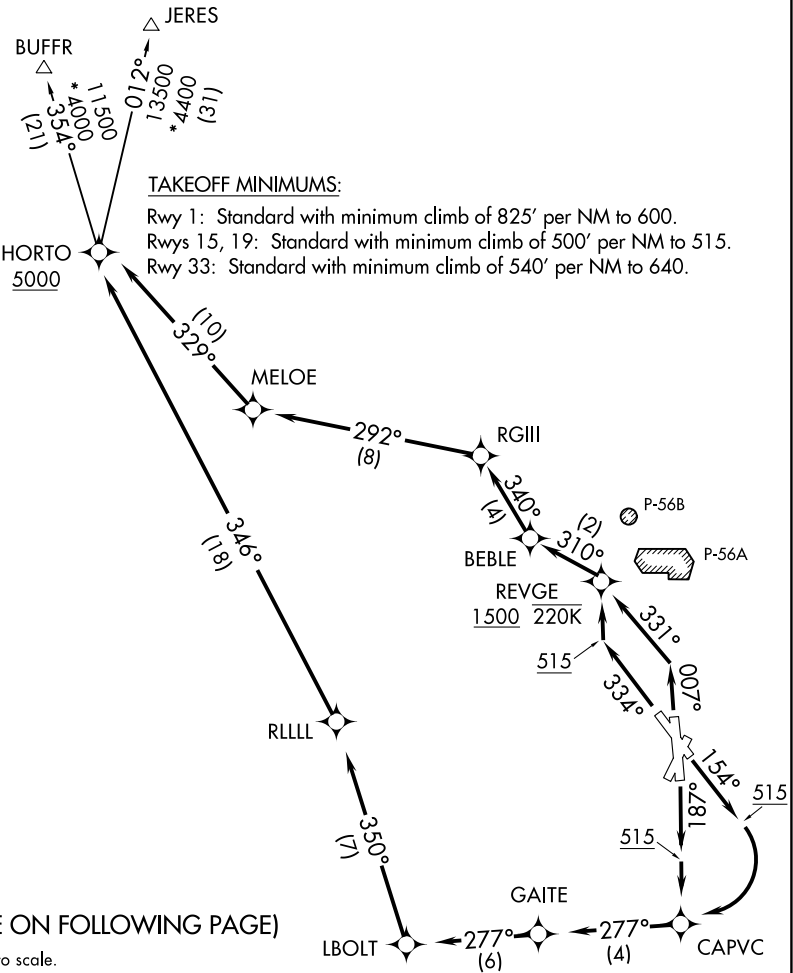 JERES
BUFFR
012°
13500
*4400
(31)
11500
*4000
354°
(21)
TAKEOFF MINIMUMS:
Rwy 1: Standard with minimum climb of 825' per NM to 600.
Rwys 15, 19: Standard with minimum climb of 500' per NM to 515.
Rwy 33: Standard with minimum climb of 540' per NM to 640.
HORTO
5000
(10)
329°
MELOE
292°
(8)
RGIII
340°
(4)
P-56B
(2)
310°
P-56A
BEBLE
REVGE
1500 220K
346°
(18)
331°
515
334°
007°
RLLLL
154°
515
187°
515
350°
(7)
GAITE
E ON FOLLOWING PAGE)
LBOLT
277°
(6)
277°
(4)
CAPVC
o scale.